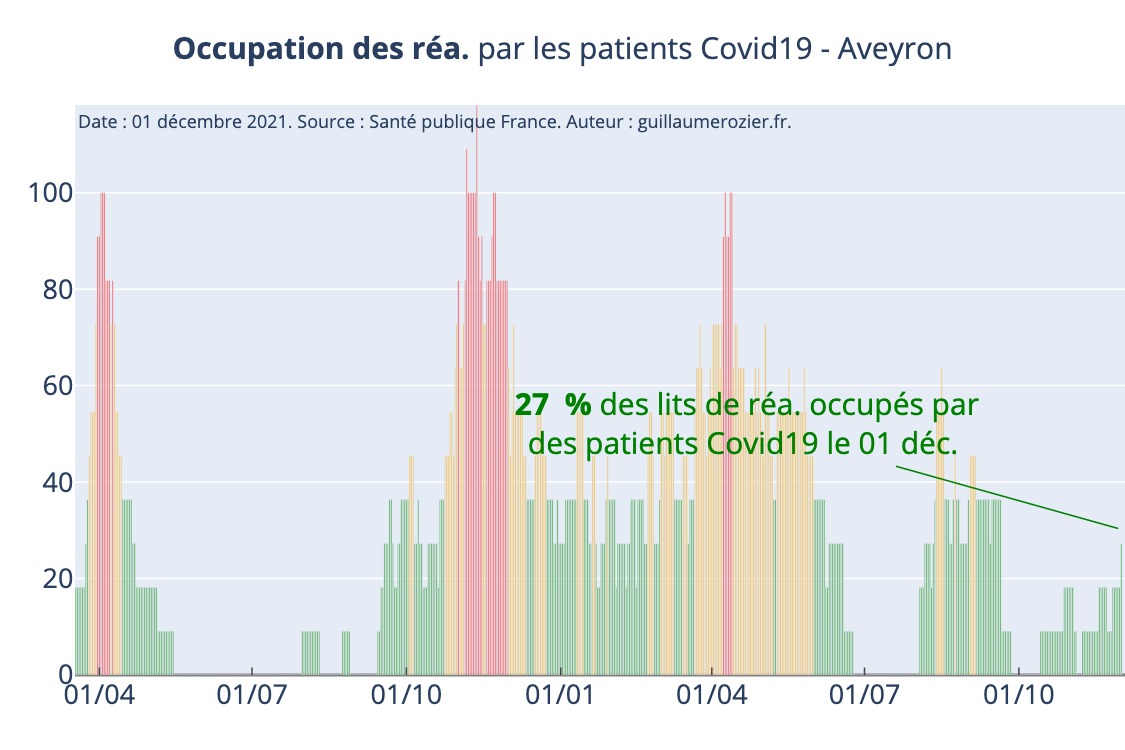 Occupation des réa. par les patients Covid19 - Aveyron
Date : 01 décembre 2021. Source : Santé publique France. Auteur : guillaumerozier.fr.
100
80
60
27 % des lits de réa. occupés par
des patients Covid19 le 01 déc.
40
20
0
01/04 01/07 01/10 01/01 01/04 01/07 01/10